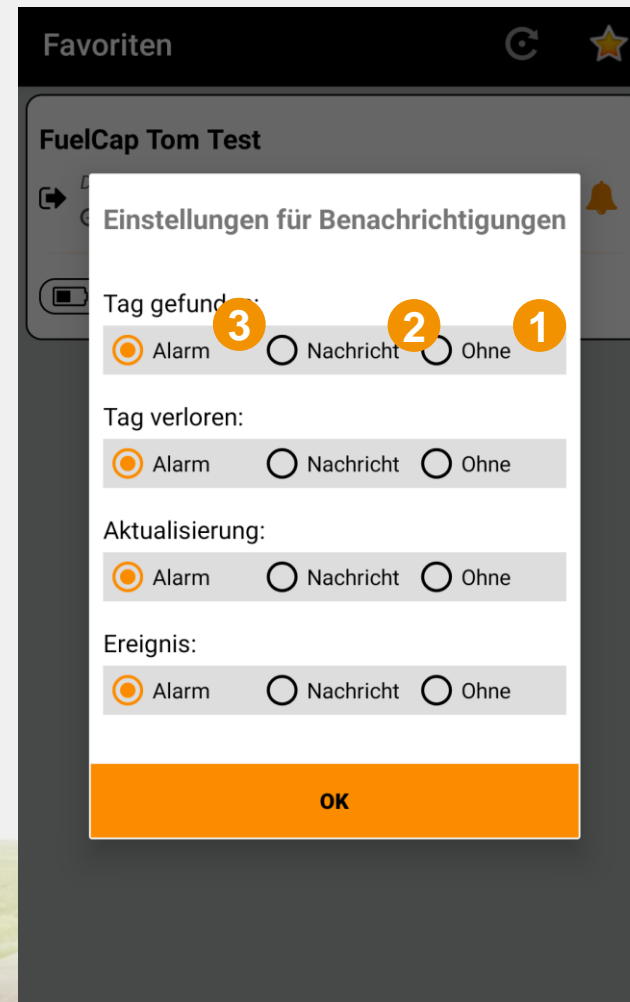 Favoriten
FuelCap Tom Test
Einstellungen für Benachrichtigungen
Tag gefunden:
3 2 1
Alarm Nachricht Ohne
Tag verloren:
Alarm Nachricht Ohne
Aktualisierung:
Alarm Nachricht Ohne
Ereignis:
Alarm Nachricht Ohne
OK